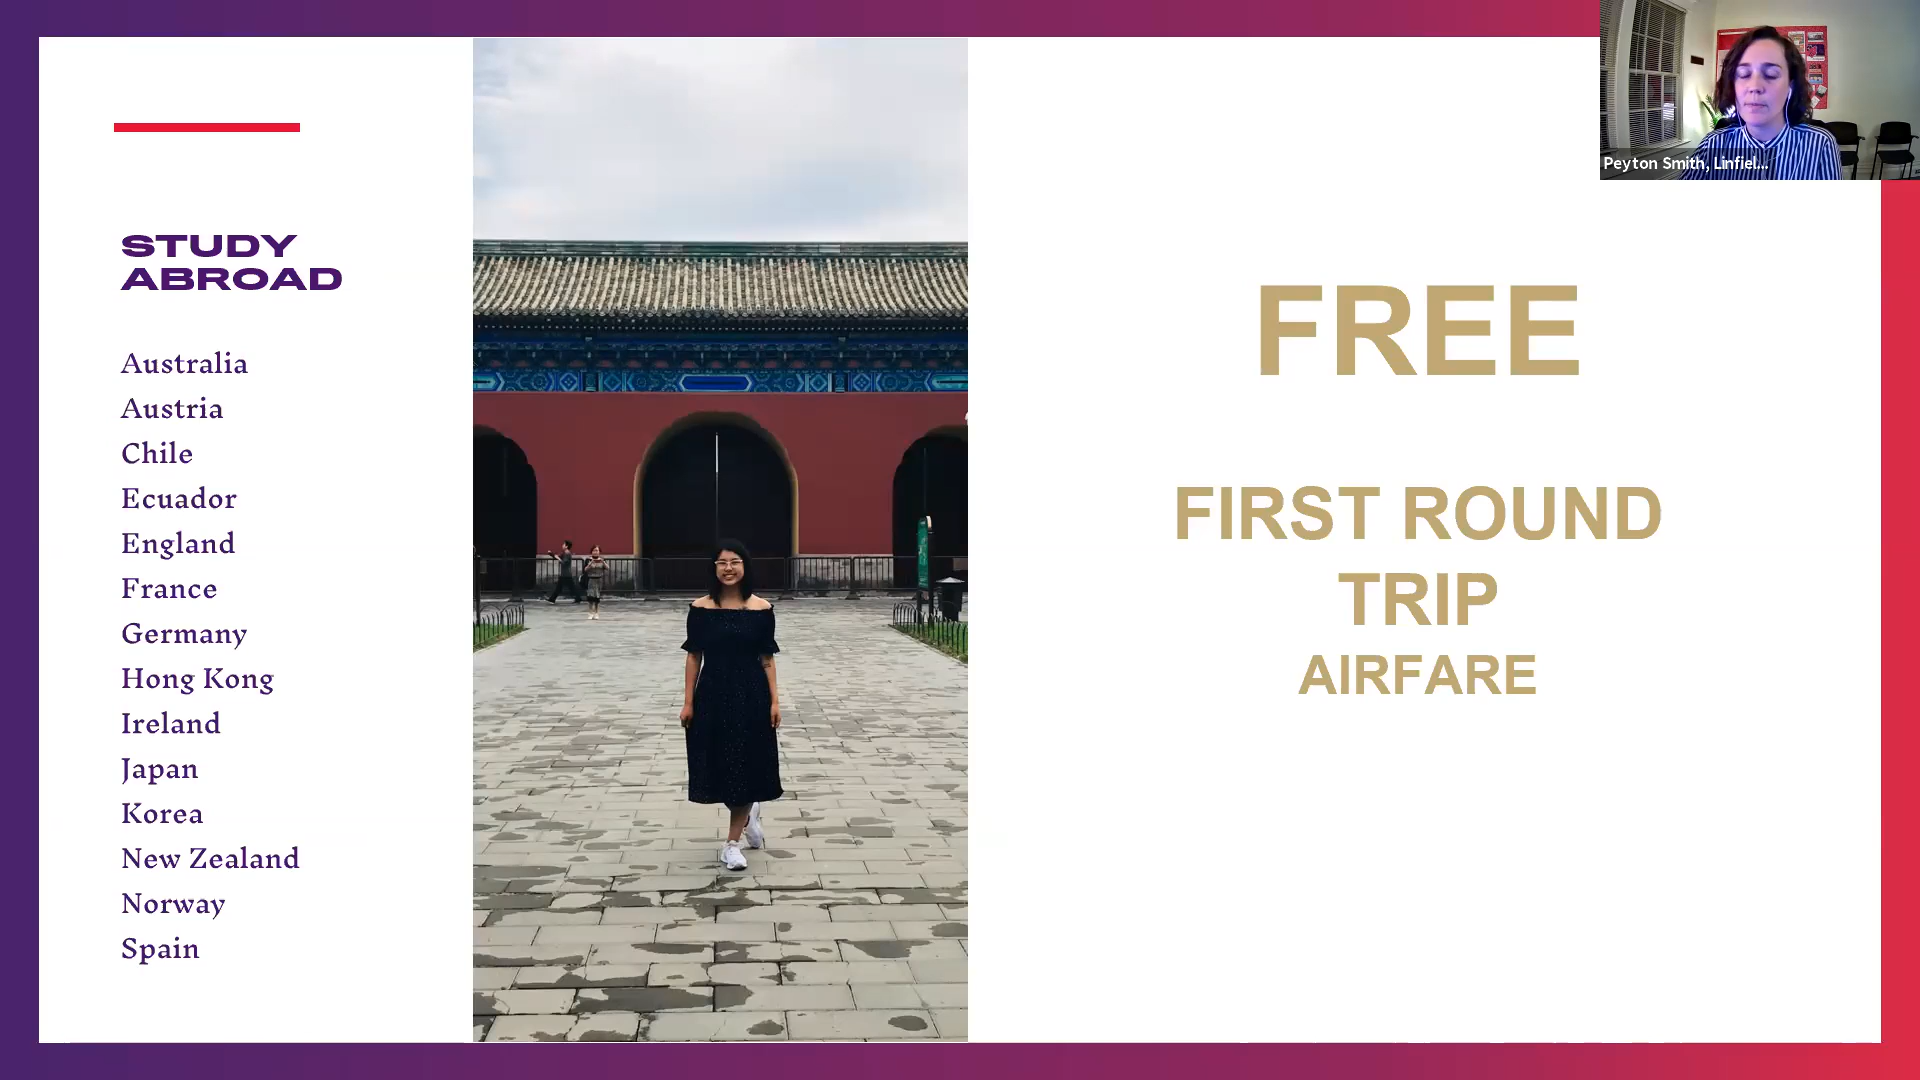 STUDY
ABROAD
Australia
Austria
Chile
Ecuador
England
France
Germany
Hong Kong
Ireland
Japan
Korea
New Zealand
Norway
Spain
FREE
FIRST ROUND
TRIP
AIRFARE
Peyton Smith, Linfiel...